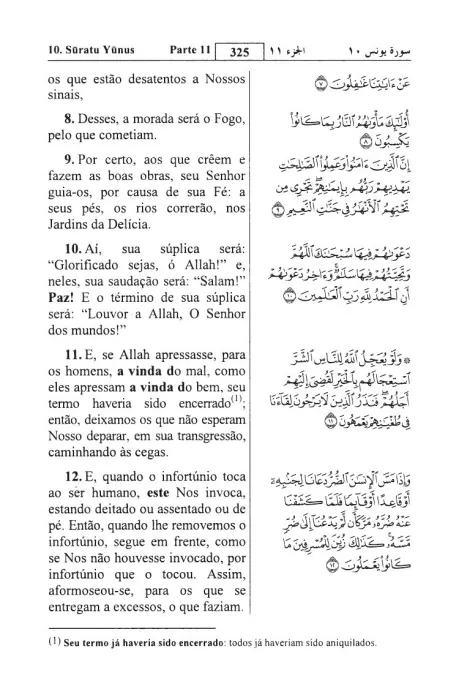 10. Sūratu Yūnus Parte 11 325 الجزء ١١ سورة يونس ١٠
os que estão desatentos a Nossos
sinais,
8. Desses, a morada será o Fogo,
pelo que cometiam.
9. Por certo, aos que crêem e
fazem as boas obras, seu Senhor
guia-os, por causa de sua Fé: a
seus pés, os rios correrão, nos
Jardins da Delícia.
10. Aí, sua súplica será:
“Glorificado sejas, ó Allah!” e,
neles, sua saudação será: “Salam!”
Paz! E o término de sua súplica
será: “Louvor a Allah, O Senhor
dos mundos!”
11. E, se Allah apressasse, para
os homens, a vinda do mal, como
eles apressam a vinda do bem, seu
termo haveria sido encerrado(1);
então, deixamos os que não esperam
Nosso deparar, em sua transgressão,
caminhando às cegas.
12. E, quando o infortúnio toca
ao ser humano, este Nos invoca,
estando deitado ou assentado ou de
pé. Então, quando lhe removemos o
infortúnio, segue em frente, como
se Nos não houvesse invocado, por
infortúnio que o tocou. Assim,
aformoseou-se, para os que se
entregam a excessos, o que faziam.
عَنْ ءَايَٰتِنَا غَٰفِلُونَ ٧
أُوْلَٰٓئِكَ مَأْوَىٰهُمُ ٱلنَّارُ بِمَا كَانُواْ
يَكْسِبُونَ ٨
إِنَّ ٱلَّذِينَ ءَامَنُواْ وَعَمِلُواْ ٱلصَّٰلِحَٰتِ
يَهْدِيهِمْ رَبُّهُم بِإِيمَٰنِهِمْۖ تَجْرِي مِن
تَحْتِهِمُ ٱلْأَنْهَٰرُ فِي جَنَّٰتِ ٱلنَّعِيمِ ٩
دَعْوَىٰهُمْ فِيهَا سُبْحَٰنَكَ ٱللَّهُمَّ
وَتَحِيَّتُهُمْ فِيهَا سَلَٰمٌۚ وَءَاخِرُ دَعْوَىٰهُمْ
أَنِ ٱلْحَمْدُ لِلَّهِ رَبِّ ٱلْعَٰلَمِينَ ١٠
۞ وَلَوْ يُعَجِّلُ ٱللَّهُ لِلنَّاسِ ٱلشَّرَّ
ٱسْتِعْجَالَهُم بِٱلْخَيْرِ لَقُضِيَ إِلَيْهِمْ
أَجَلُهُمْۖ فَنَذَرُ ٱلَّذِينَ لَا يَرْجُونَ لِقَآءَنَا
فِي طُغْيَٰنِهِمْ يَعْمَهُونَ ١١
وَإِذَا مَسَّ ٱلْإِنسَٰنَ ٱلضُّرُّ دَعَانَا لِجَنۢبِهِۦٓ
أَوْ قَاعِدًا أَوْ قَآئِمًا فَلَمَّا كَشَفْنَا
عَنْهُ ضُرَّهُۥ مَرَّ كَأَن لَّمْ يَدْعُنَآ إِلَىٰ ضُرٍّ
مَّسَّهُۥۚ كَذَٰلِكَ زُيِّنَ لِلْمُسْرِفِينَ مَا
كَانُواْ يَعْمَلُونَ ١٢
(1) Seu termo já haveria sido encerrado: todos já haveriam sido aniquilados.